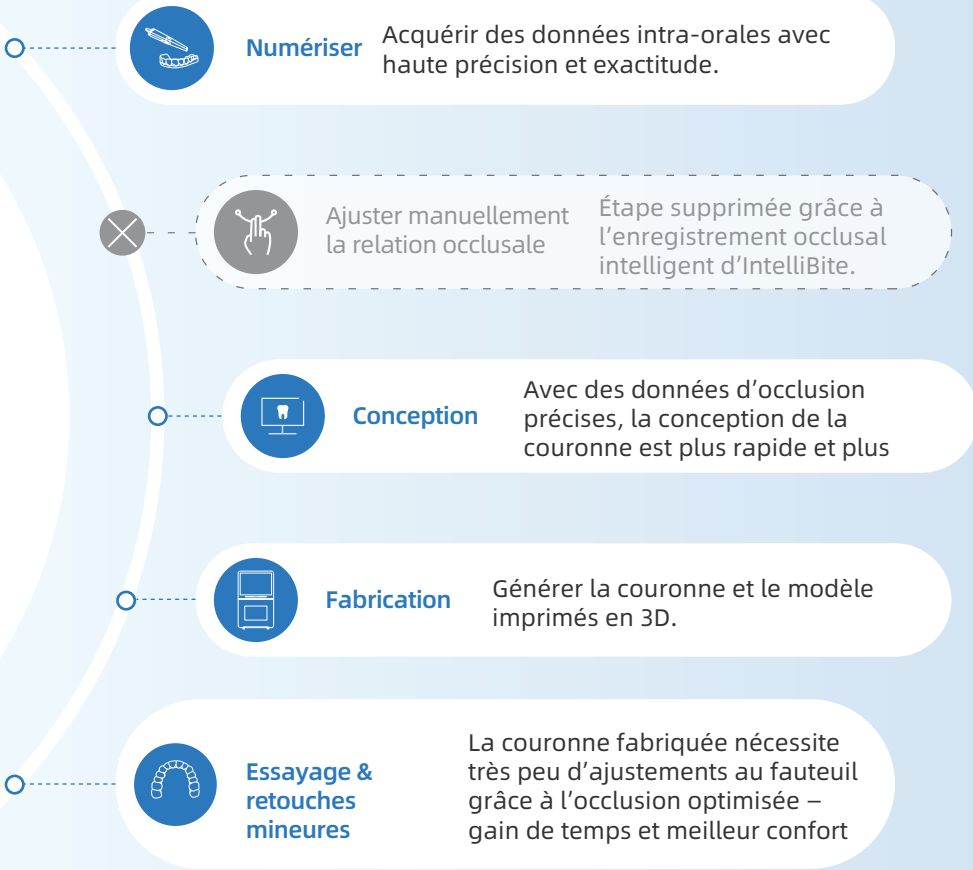 Numériser
Acquérir des données intra-orales avec
haute précision et exactitude.
Ajuster manuellement
la relation occlusale
Étape supprimée grâce à
l’enregistrement occlusal
intelligent d’IntelliBite.
Conception
Avec des données d’occlusion
précises, la conception de la
couronne est plus rapide et plus
Fabrication
Générer la couronne et le modèle
imprimés en 3D.
Essayage &
retouches
mineures
La couronne fabriquée nécessite
très peu d’ajustements au fauteuil
grâce à l’occlusion optimisée –
gain de temps et meilleur confort